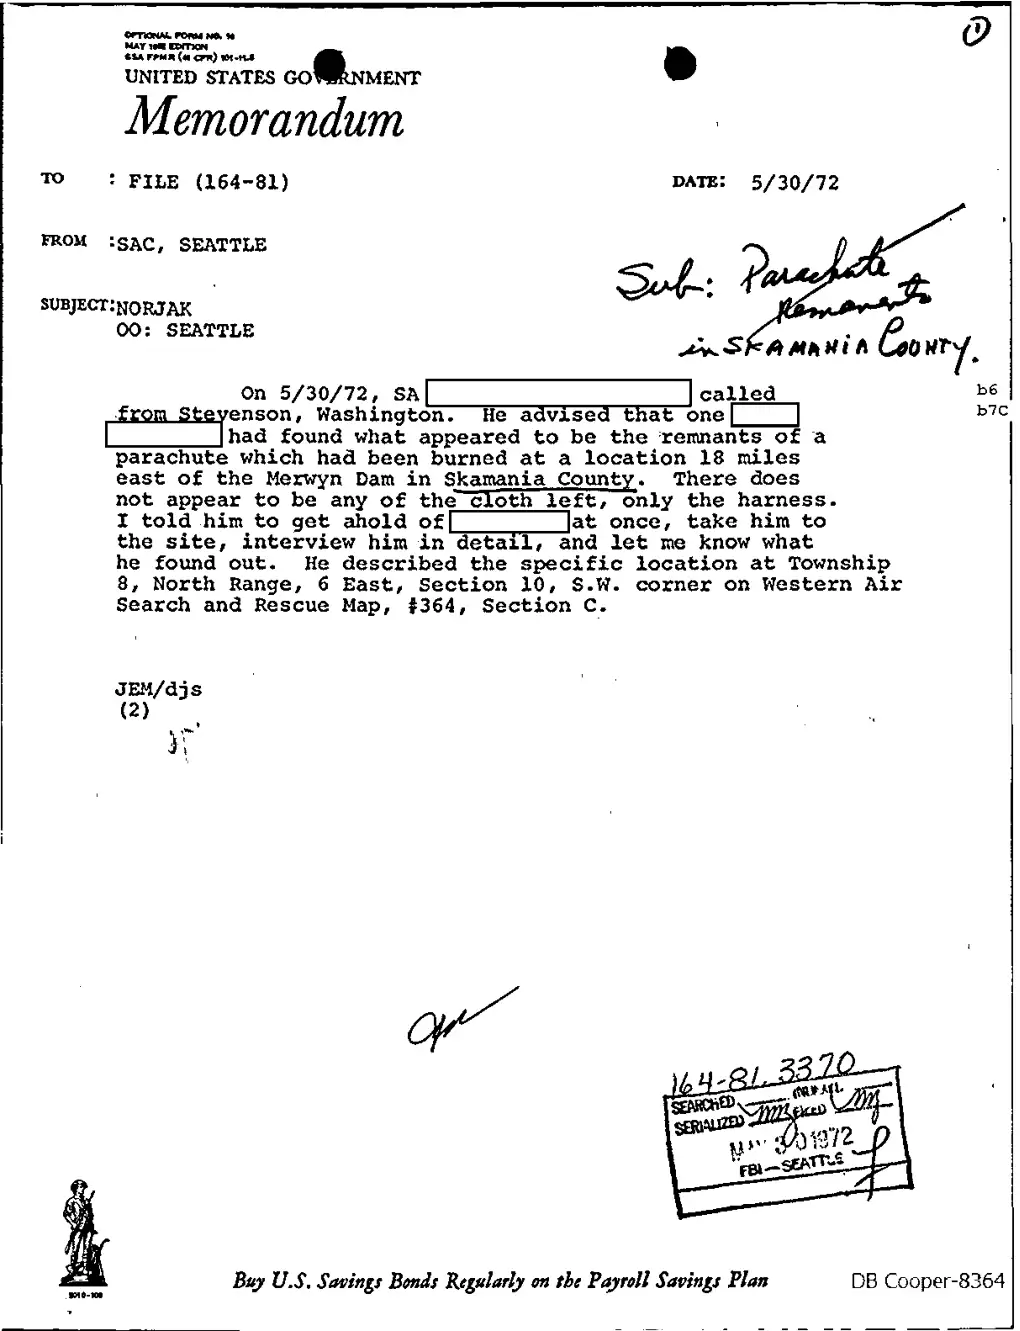 ①
OPTIONAL FORM NO. 10
MAY 1962 EDITION
GSA FPMR (41 CFR) 101-11.6
UNITED STATES GOVERNMENT
Memorandum
TO : FILE (164-81) DATE: 5/30/72
FROM :SAC, SEATTLE
Sub: Parachute
Remanents
in SKAMANIA COUNTY.
SUBJECT:NORJAK
OO: SEATTLE
On 5/30/72, SA called
from Stevenson, Washington. He advised that one
had found what appeared to be the remnants of a
parachute which had been burned at a location 18 miles
east of the Merwyn Dam in Skamania County. There does
not appear to be any of the cloth left, only the harness.
I told him to get ahold of at once, take him to
the site, interview him in detail, and let me know what
he found out. He described the specific location at Township
8, North Range, 6 East, Section 10, S.W. corner on Western Air
Search and Rescue Map, #364, Section C.
b6
b7C
JEM/djs
(2)
164-81-3370
SEARCHED INDEXED
SERIALIZED FILED
MAY 30 1972
FBI-SEATTLE
5010-108
Buy U.S. Savings Bonds Regularly on the Payroll Savings Plan
DB Cooper-8364